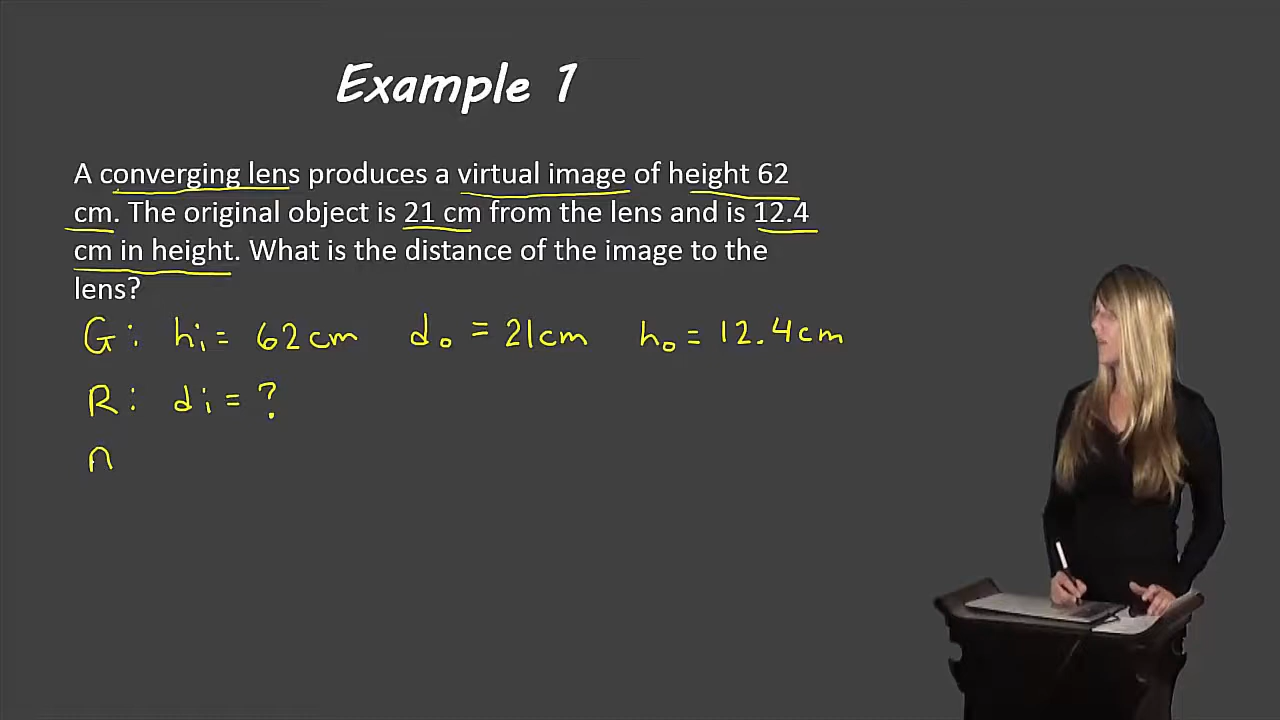 Example 1
A converging lens produces a virtual image of height 62
cm. The original object is 21 cm from the lens and is 12.4
cm in height. What is the distance of the image to the
lens?
G: hi = 62cm do = 21cm ho = 12.4cm
R: di = ?